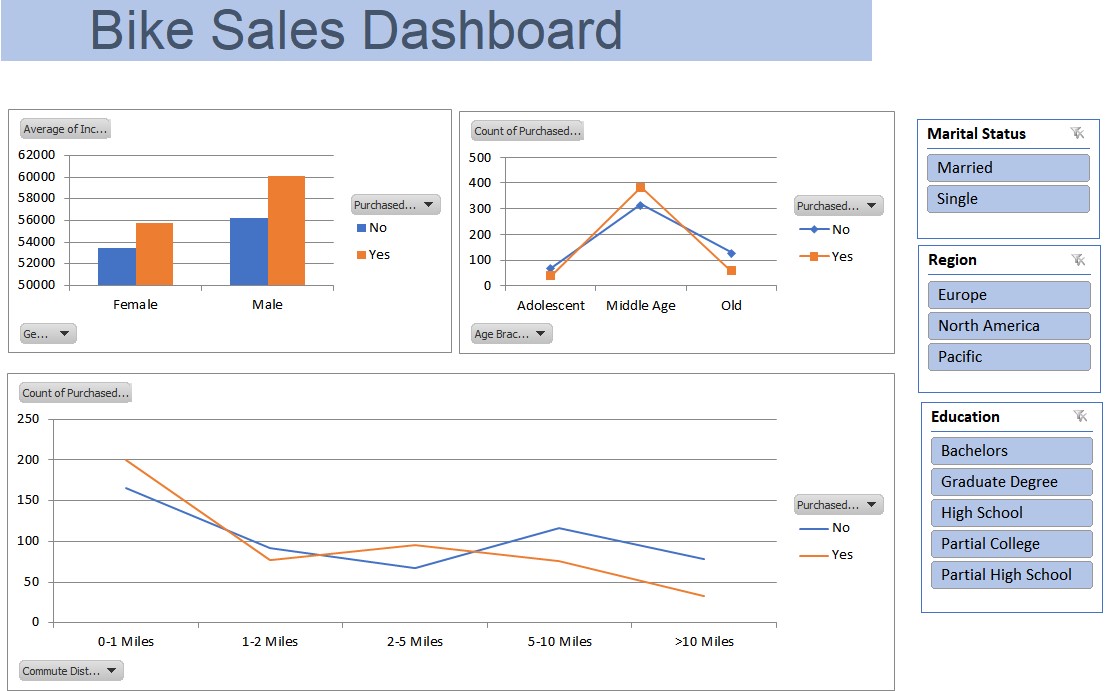 Bike Sales Dashboard
Average of Inc...
62000
60000
58000
56000
54000
52000
50000
Female
Male
Purchased...
No
Yes
Ge...
Count of Purchased...
500
400
300
200
100
0
Adolescent
Middle Age
Old
Purchased...
No
Yes
Age Brac...
Count of Purchased...
250
200
150
100
50
0
0-1 Miles
1-2 Miles
2-5 Miles
5-10 Miles
>10 Miles
Purchased...
No
Yes
Commute Dist...
Marital Status
Married
Single
Region
Europe
North America
Pacific
Education
Bachelors
Graduate Degree
High School
Partial College
Partial High School